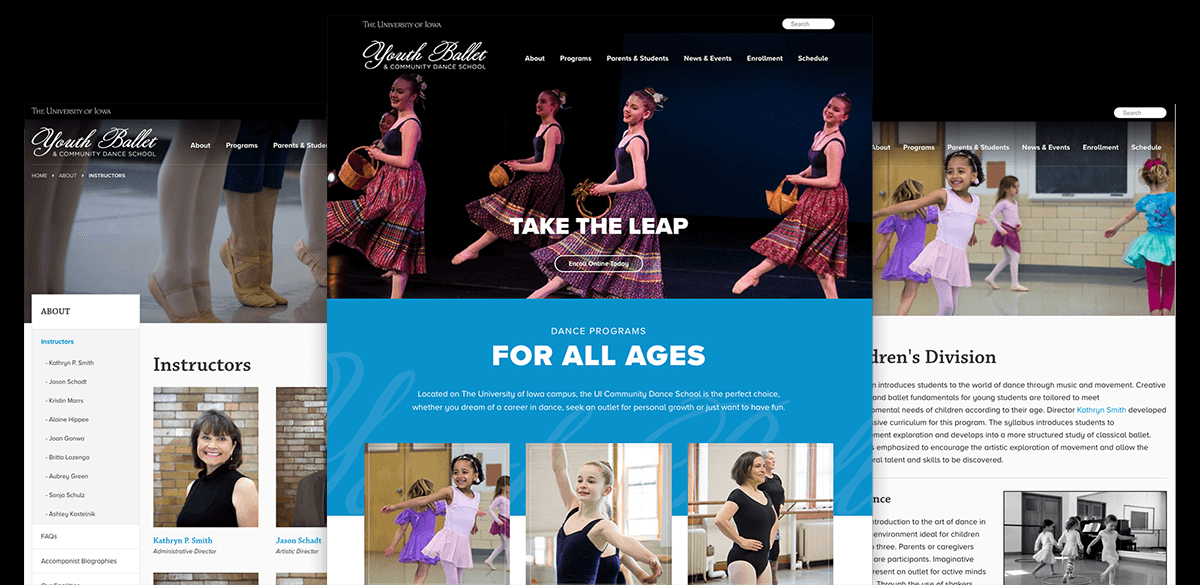 THE UNIVERSITY OF IOWA
Search
Youth Ballet
& COMMUNITY DANCE SCHOOL
About
Programs
Parents & Students
News & Events
Enrollment
Schedule
TAKE THE LEAP
Enroll Online Today
DANCE PROGRAMS
FOR ALL AGES
Located on The University of Iowa campus, the UI Community Dance School is the perfect choice,
whether you dream of a career in dance, seek an outlet for personal growth or just want to have fun.
THE UNIVERSITY OF IOWA
Youth Ballet
& COMMUNITY DANCE SCHOOL
About
Programs
Parents & Stude
HOME
ABOUT
INSTRUCTORS
ABOUT
Instructors
- Kathryn P. Smith
- Jason Schadt
- Kristin Marrs
- Alaine Hippee
- Joan Gonwa
- Britta Lazenga
- Aubrey Green
- Sonja Schulz
- Ashley Kostelnik
FAQs
Accompanist Biographies
Instructors
Kathryn P. Smith
Administrative Director
Jason Schadt
Artistic Director
Search
About
Programs
Parents & Students
News & Events
Enrollment
Schedule
dren's Division
n introduces students to the world of dance through music and movement. Creative
and ballet fundamentals for young students are tailored to meet
omental needs of children according to their age. Director Kathryn Smith developed
sive curriculum for this program. The syllabus introduces students to
ment exploration and develops into a more structured study of classical ballet.
s emphasized to encourage the artistic exploration of movement and allow the
ral talent and skills to be discovered.
nce
ntroduction to the art of dance in
environment ideal for children
o three. Parents or caregivers
are participants. Imaginative
resent an outlet for active minds
Through the use of shakers